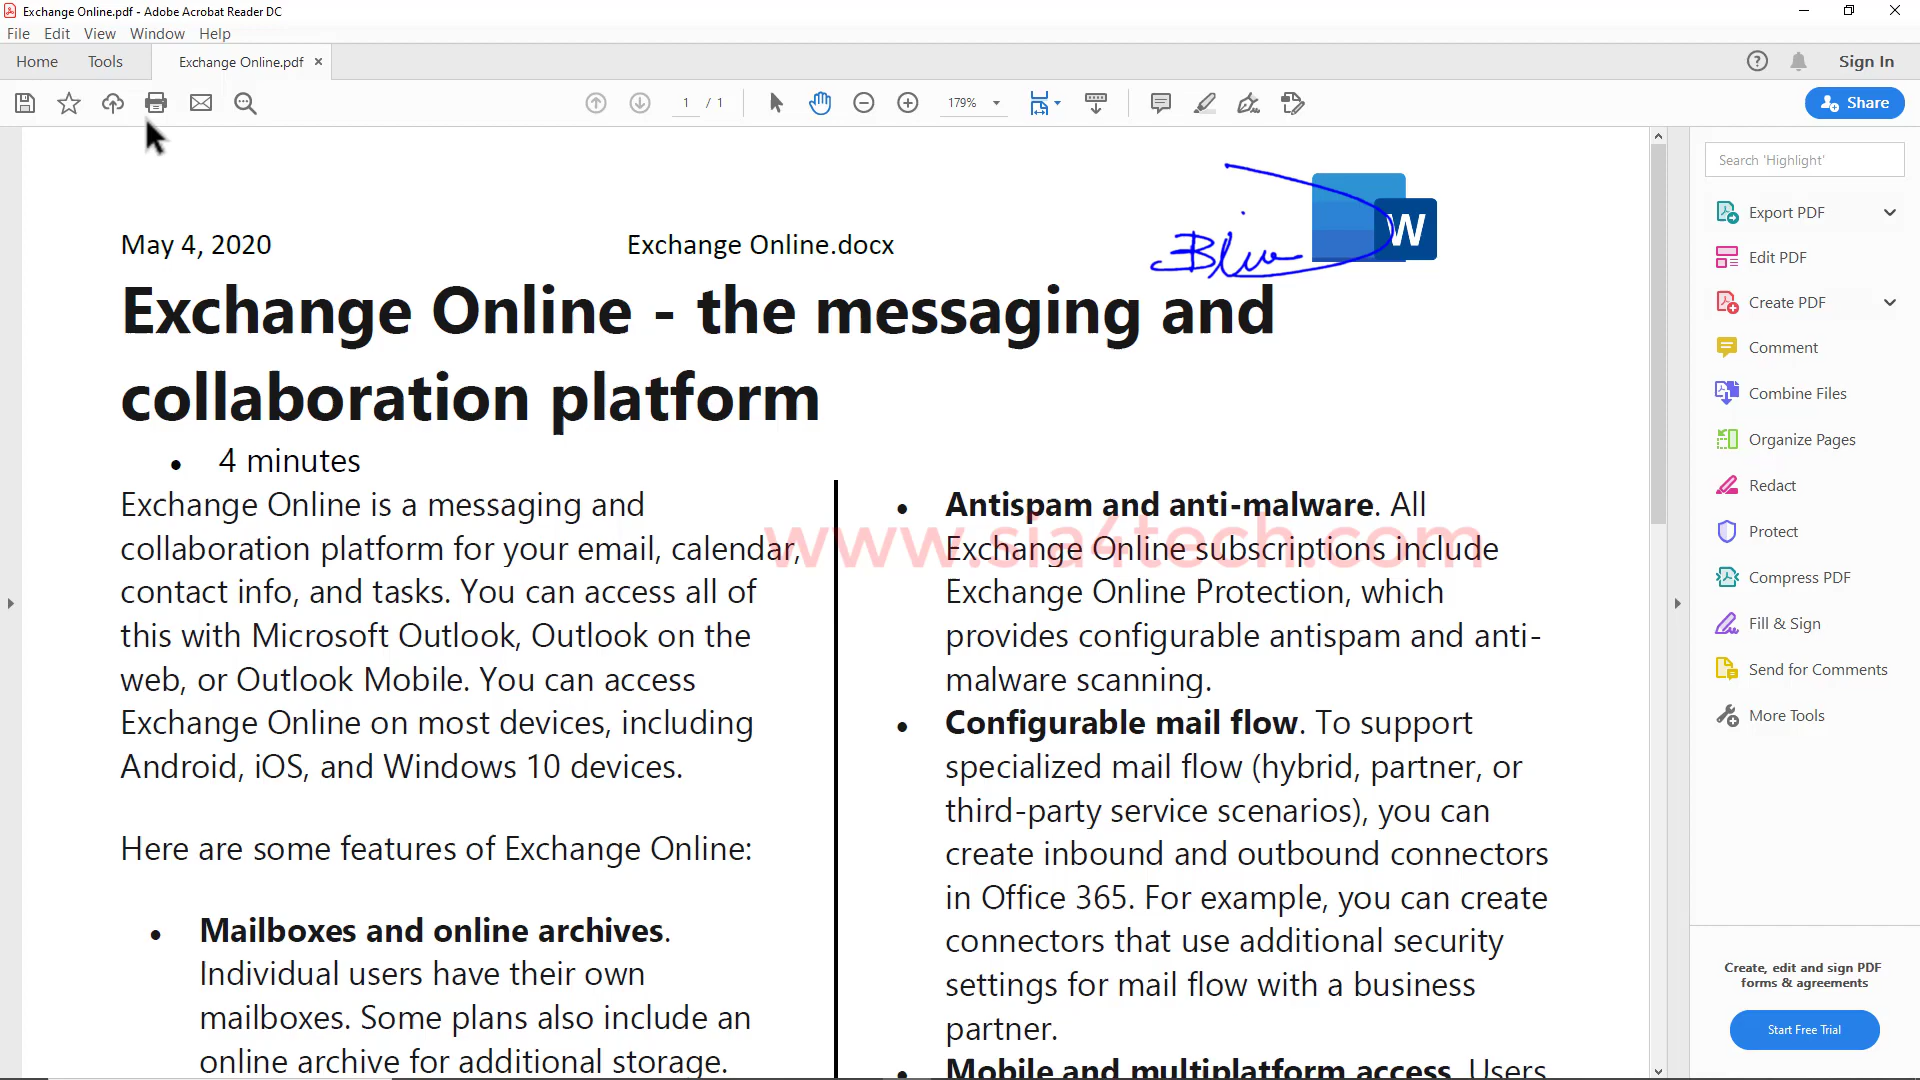 Exchange Online.pdf - Adobe Acrobat Reader DC
File Edit View Window Help
Home Tools Exchange Online.pdf × ? Sign In
1 / 1 179% Share
May 4, 2020 Exchange Online.docx W
Exchange Online - the messaging and
collaboration platform
• 4 minutes
Exchange Online is a messaging and
collaboration platform for your email, calendar,
contact info, and tasks. You can access all of
this with Microsoft Outlook, Outlook on the
web, or Outlook Mobile. You can access
Exchange Online on most devices, including
Android, iOS, and Windows 10 devices.
Here are some features of Exchange Online:
• Mailboxes and online archives.
Individual users have their own
mailboxes. Some plans also include an
online archive for additional storage.
• Antispam and anti-malware. All
Exchange Online subscriptions include
Exchange Online Protection, which
provides configurable antispam and anti-
malware scanning.
• Configurable mail flow. To support
specialized mail flow (hybrid, partner, or
third-party service scenarios), you can
create inbound and outbound connectors
in Office 365. For example, you can create
connectors that use additional security
settings for mail flow with a business
partner.
• Mobile and multiplatform access. Users
www.sia4tech.com
Search 'Highlight'
Export PDF
Edit PDF
Create PDF
Comment
Combine Files
Organize Pages
Redact
Protect
Compress PDF
Fill & Sign
Send for Comments
More Tools
Create, edit and sign PDF
forms & agreements
Start Free Trial